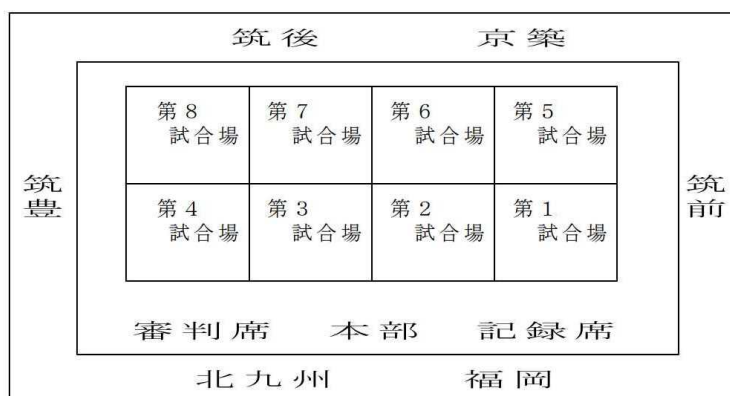 筑後 京築
第8 第7 第6 第5
試合場 試合場 試合場 試合場
筑豊
筑前
第4 第3 第2 第1
試合場 試合場 試合場 試合場
審判席 本部 記録席
北九州 福岡